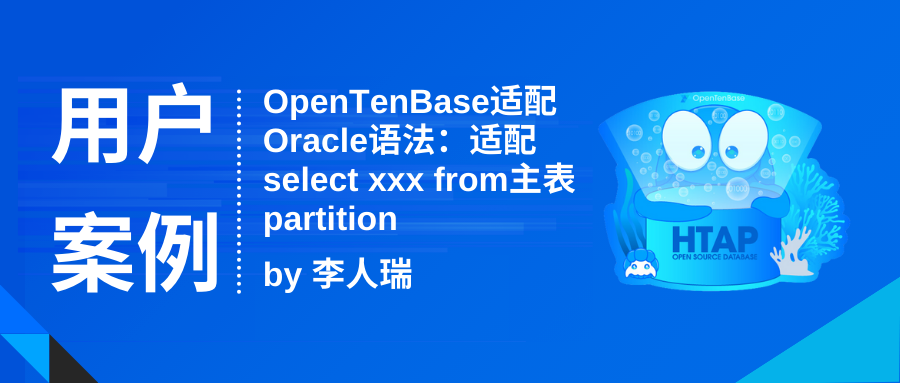 用户
案例
OpenTenBase适配
Oracle语法：适配
select xxx from主表
partition
by 李人瑞
OpenTenBase
HTAP
OPEN SOURCE DATABASE